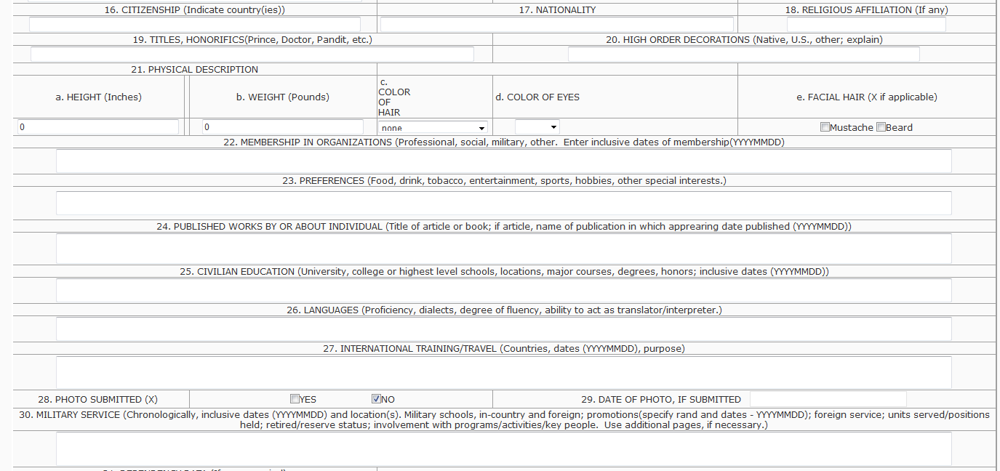 16. CITIZENSHIP (Indicate country(ies))
17. NATIONALITY
18. RELIGIOUS AFFILIATION (If any)
19. TITLES, HONORIFICS(Prince, Doctor, Pandit, etc.)
20. HIGH ORDER DECORATIONS (Native, U.S., other; explain)
21. PHYSICAL DESCRIPTION
a. HEIGHT (Inches)
b. WEIGHT (Pounds)
c.
COLOR
OF
HAIR
d. COLOR OF EYES
e. FACIAL HAIR (X if applicable)
0
0
none
Mustache Beard
22. MEMBERSHIP IN ORGANIZATIONS (Professional, social, military, other. Enter inclusive dates of membership(YYYYMMDD)
23. PREFERENCES (Food, drink, tobacco, entertainment, sports, hobbies, other special interests.)
24. PUBLISHED WORKS BY OR ABOUT INDIVIDUAL (Title of article or book; if article, name of publication in which apprearing date published (YYYYMMDD))
25. CIVILIAN EDUCATION (University, college or highest level schools, locations, major courses, degrees, honors; inclusive dates (YYYYMMDD))
26. LANGUAGES (Proficiency, dialects, degree of fluency, ability to act as translator/interpreter.)
27. INTERNATIONAL TRAINING/TRAVEL (Countries, dates (YYYYMMDD), purpose)
28. PHOTO SUBMITTED (X)
YES
NO
29. DATE OF PHOTO, IF SUBMITTED
30. MILITARY SERVICE (Chronologically, inclusive dates (YYYYMMDD) and location(s). Military schools, in-country and foreign; promotions(specify rand and dates - YYYYMMDD); foreign service; units served/positions
held; retired/reserve status; involvement with programs/activities/key people. Use additional pages, if necessary.)